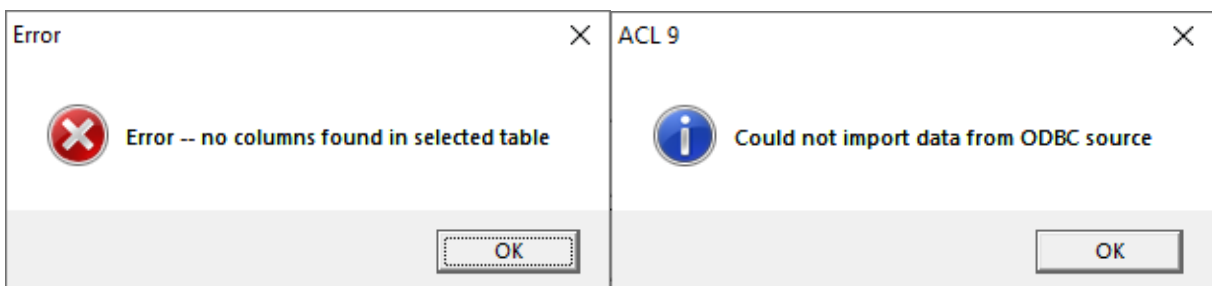 Error
Error -- no columns found in selected table
OK
ACL 9
Could not import data from ODBC source
OK